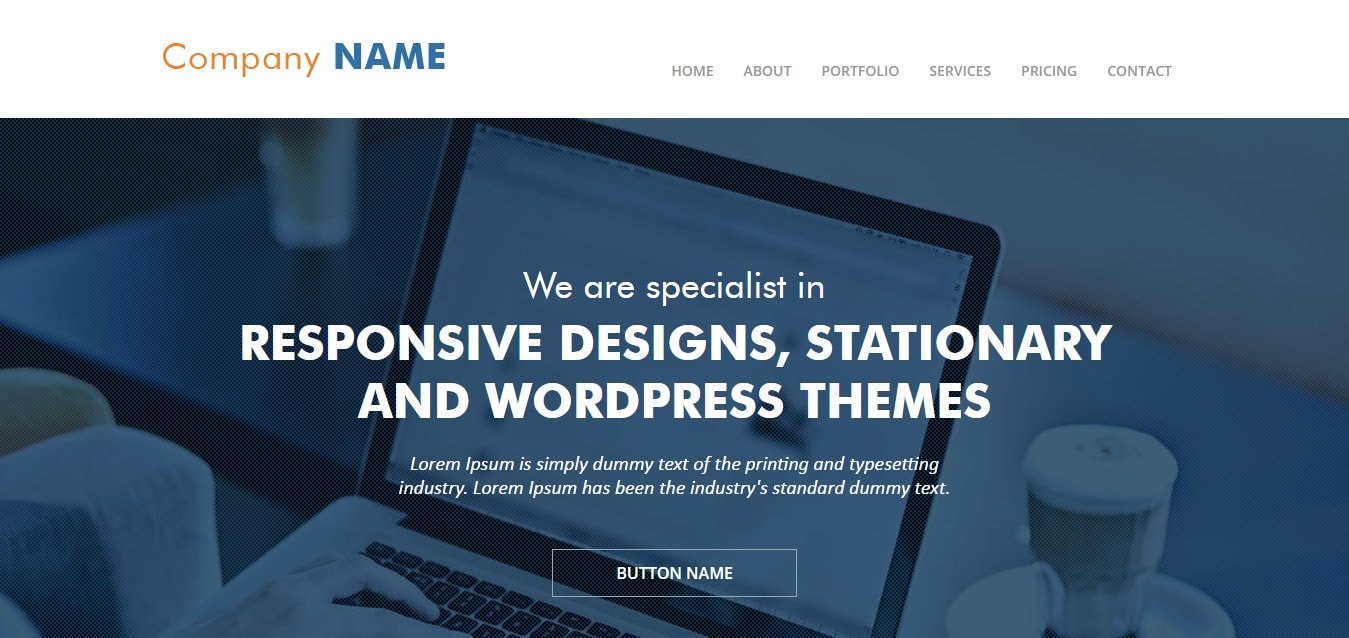 Company NAME
HOME ABOUT PORTFOLIO SERVICES PRICING CONTACT
We are specialist in
RESPONSIVE DESIGNS, STATIONARY
AND WORDPRESS THEMES
Lorem Ipsum is simply dummy text of the printing and typesetting
industry. Lorem Ipsum has been the industry's standard dummy text.
BUTTON NAME